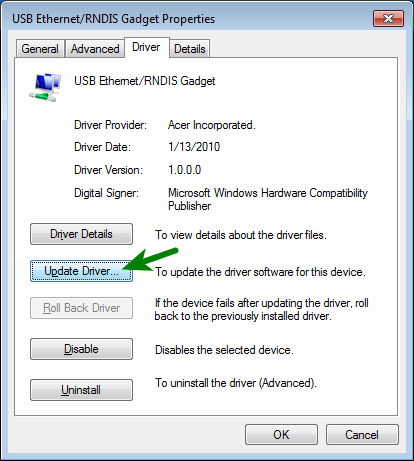 USB Ethernet/RNDIS Gadget Properties
General Advanced Driver Details
USB Ethernet/RNDIS Gadget
Driver Provider: Acer Incorporated.
Driver Date: 1/13/2010
Driver Version: 1.0.0.0
Digital Signer: Microsoft Windows Hardware Compatibility
Publisher
Driver Details To view details about the driver files.
Update Driver... To update the driver software for this device.
Roll Back Driver If the device fails after updating the driver, roll
back to the previously installed driver.
Disable Disables the selected device.
Uninstall To uninstall the driver (Advanced).
OK Cancel